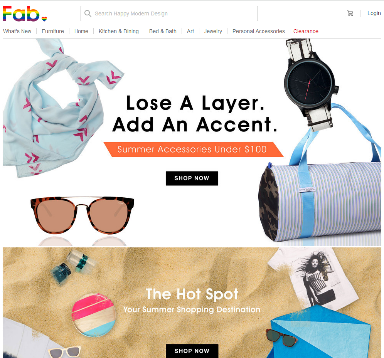 Fab.
Search Happy Modern Design
Login
What's New Furniture Home Kitchen & Dining Bed & Bath Art Jewelry Personal Accessories Clearance
Lose A Layer.
Add An Accent.
Summer Accessories Under $100
SHOP NOW
The Hot Spot
Your Summer Shopping Destination
SHOP NOW